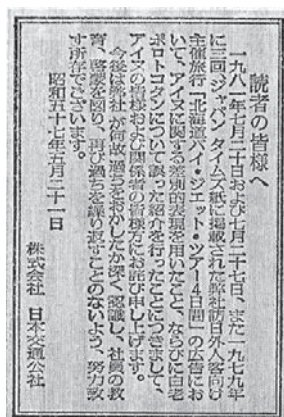 読者の皆様へ
一九八一年七月二十日および七月二十七日、また一九七九年
に三回「ジャパン タイムズ紙に掲載された弊社訪日外人客向け
主催旅行「北海道バイ・ジェット・ツアー4日間」の広告にお
いて、アイヌに関する差別的表現を用いたこと、ならびに白老
ポロトコタンについて誤った紹介を行ったことにつきまして、
アイヌの皆様および関係者の皆様方にお詫び申し上げます。
今後は弊社が何故過ちをおかしたか深く認識し、社員の教
育、啓蒙を図り、再び過ちを繰り返すことのないよう、努力致
す所存でございます。
昭和五十七年五月二十一日
株式会社 日本交通公社